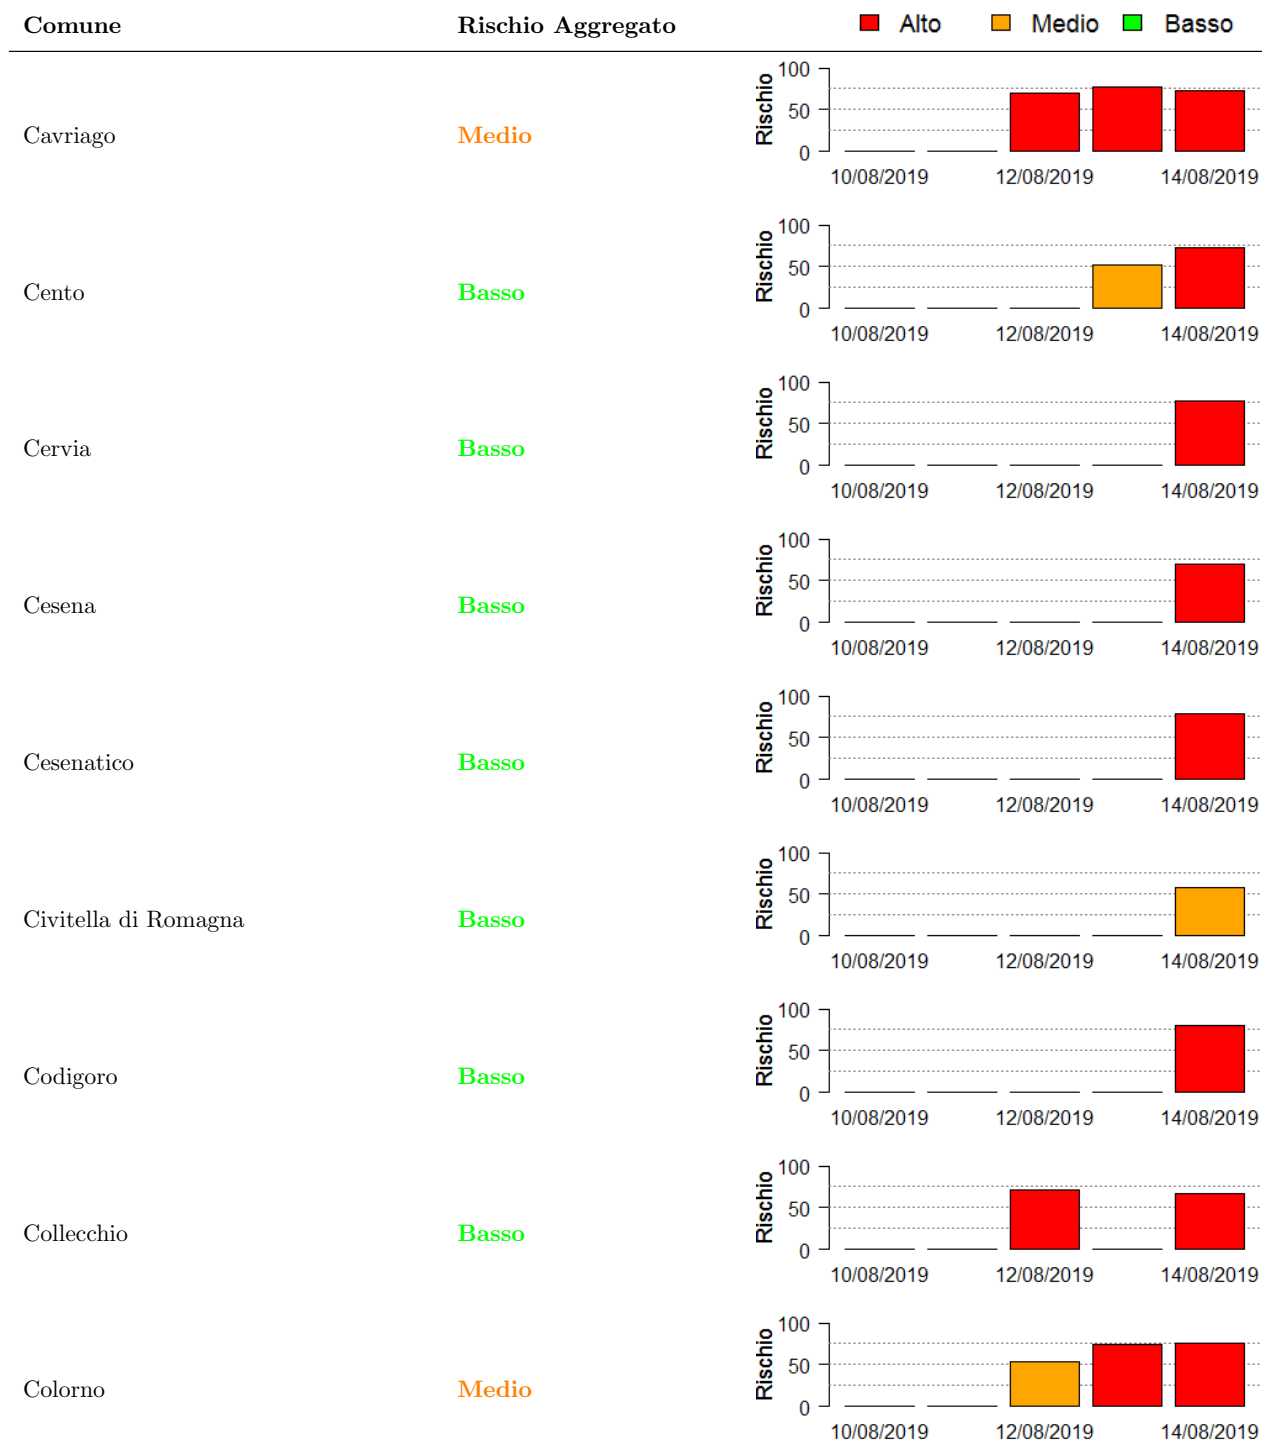 Comune Rischio Aggregato Alto Medio Basso
100
50
0
Rischio
Cavriago Medio
10/08/2019 12/08/2019 14/08/2019
100
50
0
Rischio
Cento Basso
10/08/2019 12/08/2019 14/08/2019
100
50
0
Rischio
Cervia Basso
10/08/2019 12/08/2019 14/08/2019
100
50
0
Rischio
Cesena Basso
10/08/2019 12/08/2019 14/08/2019
100
50
0
Rischio
Cesenatico Basso
10/08/2019 12/08/2019 14/08/2019
100
50
0
Rischio
Civitella di Romagna Basso
10/08/2019 12/08/2019 14/08/2019
100
50
0
Rischio
Codigoro Basso
10/08/2019 12/08/2019 14/08/2019
100
50
0
Rischio
Collecchio Basso
10/08/2019 12/08/2019 14/08/2019
100
50
0
Rischio
Colorno Medio
10/08/2019 12/08/2019 14/08/2019